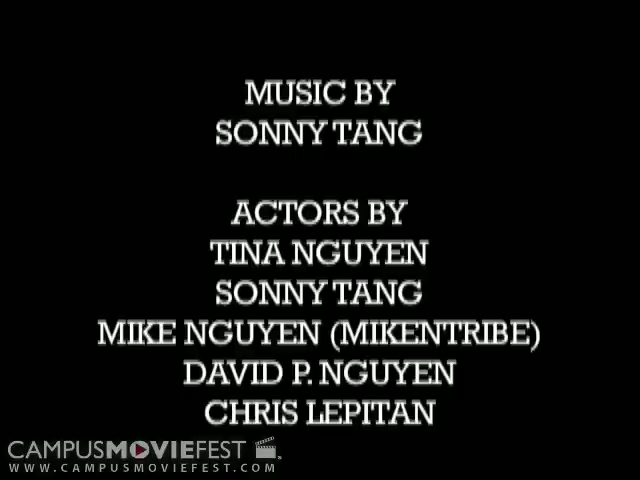 MUSIC BY
SONNY TANG
ACTORS BY
TINA NGUYEN
SONNY TANG
MIKE NGUYEN (MIKENTRIBE)
DAVID P. NGUYEN
CHRIS LEPITAN
CAMPUSMOVIEFEST
WWW.CAMPUSMOVIEFEST.COM